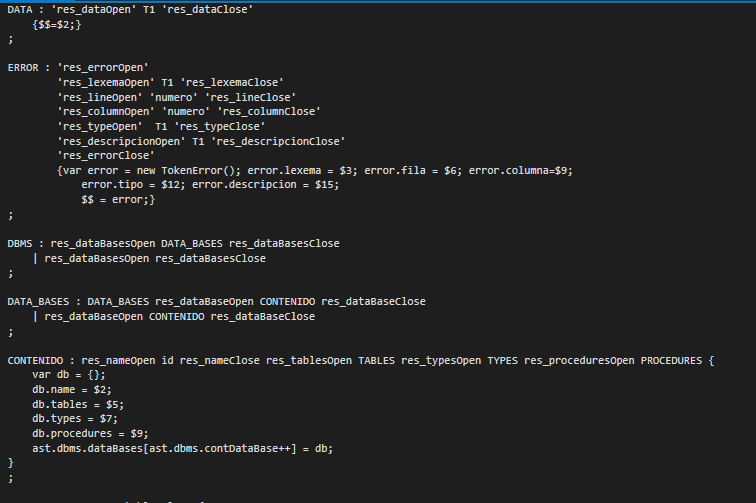 DATA : 'res_dataOpen' T1 'res_dataClose'
{$$=$2;}
;
ERROR : 'res_errorOpen'
'res_lexemaOpen' T1 'res_lexemaClose'
'res_lineOpen' 'numero' 'res_lineClose'
'res_columnOpen' 'numero' 'res_columnClose'
'res_typeOpen'  T1 'res_typeClose'
'res_descripcionOpen' T1 'res_descripcionClose'
'res_errorClose'
{var error = new TokenError(); error.lexema = $3; error.fila = $6; error.columna=$9;
error.tipo = $12; error.descripcion = $15;
$$ = error;}
;
DBMS : res_dataBasesOpen DATA_BASES res_dataBasesClose
| res_dataBasesOpen res_dataBasesClose
;
DATA_BASES : DATA_BASES res_dataBaseOpen CONTENIDO res_dataBaseClose
| res_dataBaseOpen CONTENIDO res_dataBaseClose
;
CONTENIDO : res_nameOpen id res_nameClose res_tablesOpen TABLES res_typesOpen TYPES res_proceduresOpen PROCEDURES {
var db = {};
db.name = $2;
db.tables = $5;
db.types = $7;
db.procedures = $9;
ast.dbms.dataBases[ast.dbms.contDataBase++] = db;
}
;